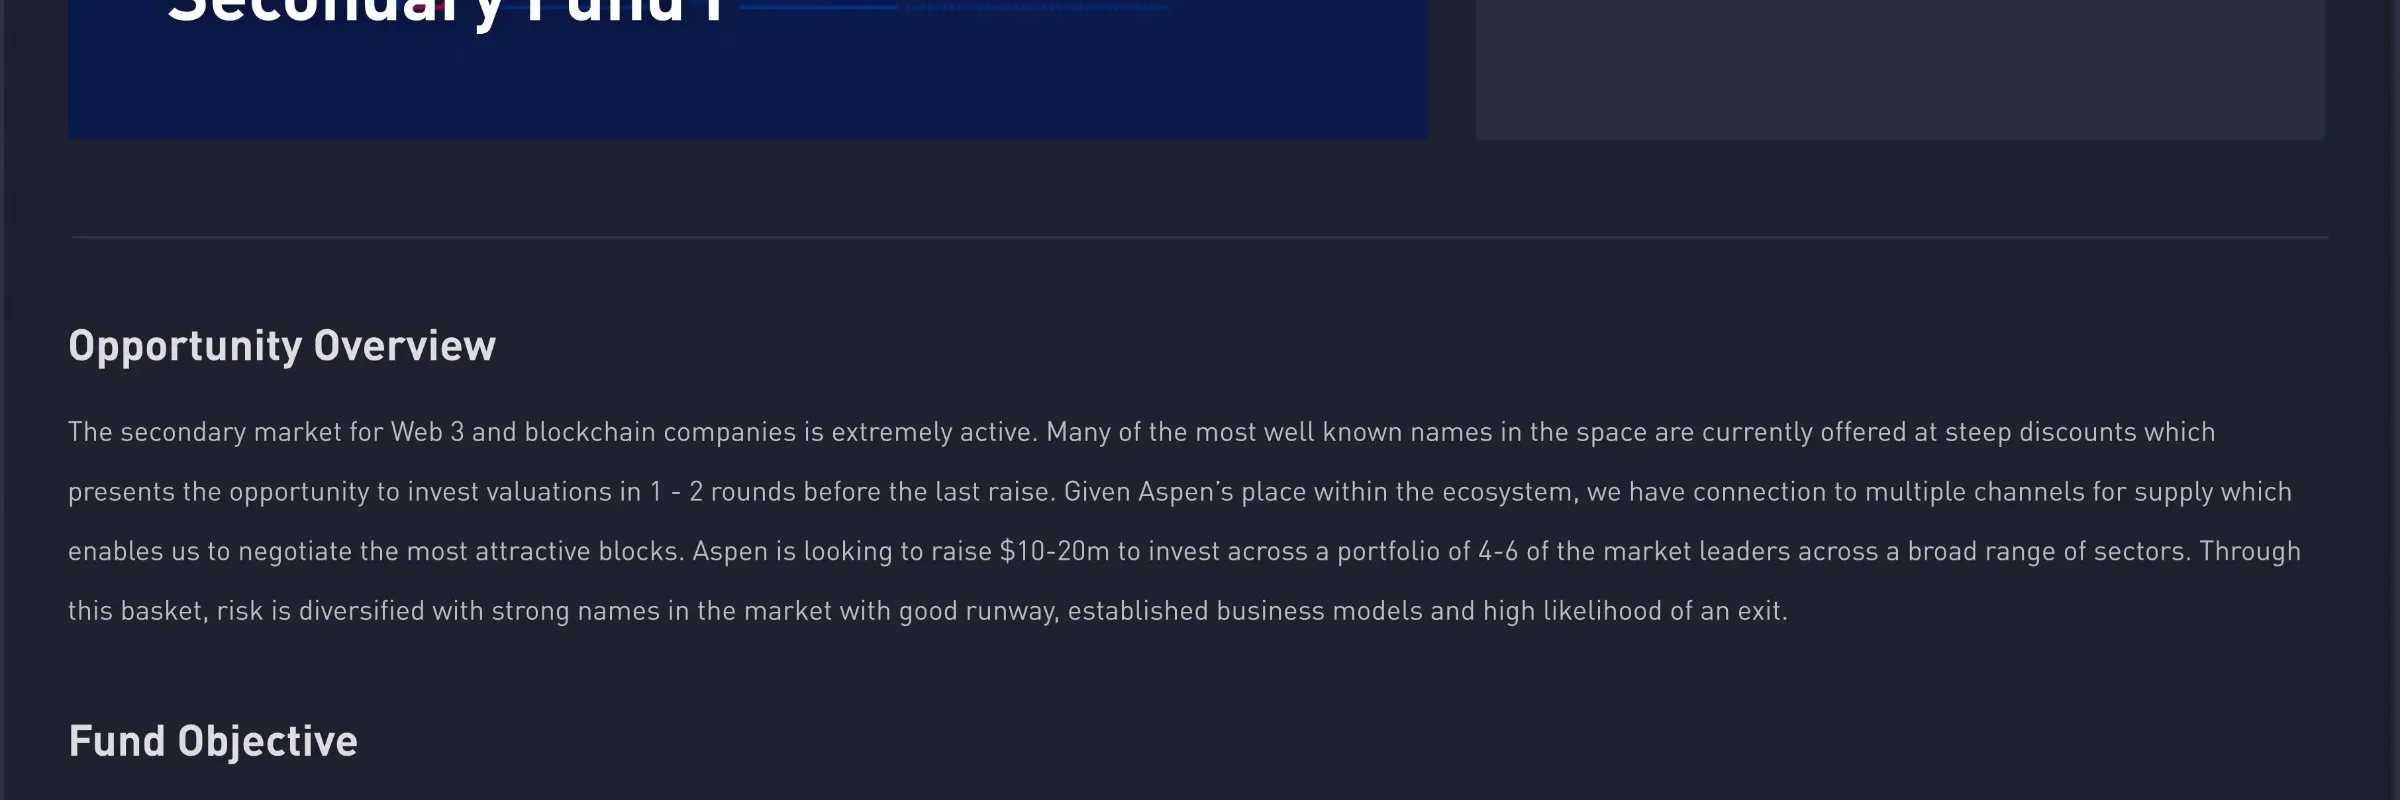 Secondary Fund I
Opportunity Overview
The secondary market for Web 3 and blockchain companies is extremely active. Many of the most well known names in the space are currently offered at steep discounts which
presents the opportunity to invest valuations in 1 - 2 rounds before the last raise. Given Aspen’s place within the ecosystem, we have connection to multiple channels for supply which
enables us to negotiate the most attractive blocks. Aspen is looking to raise $10-20m to invest across a portfolio of 4-6 of the market leaders across a broad range of sectors. Through
this basket, risk is diversified with strong names in the market with good runway, established business models and high likelihood of an exit.
Fund Objective